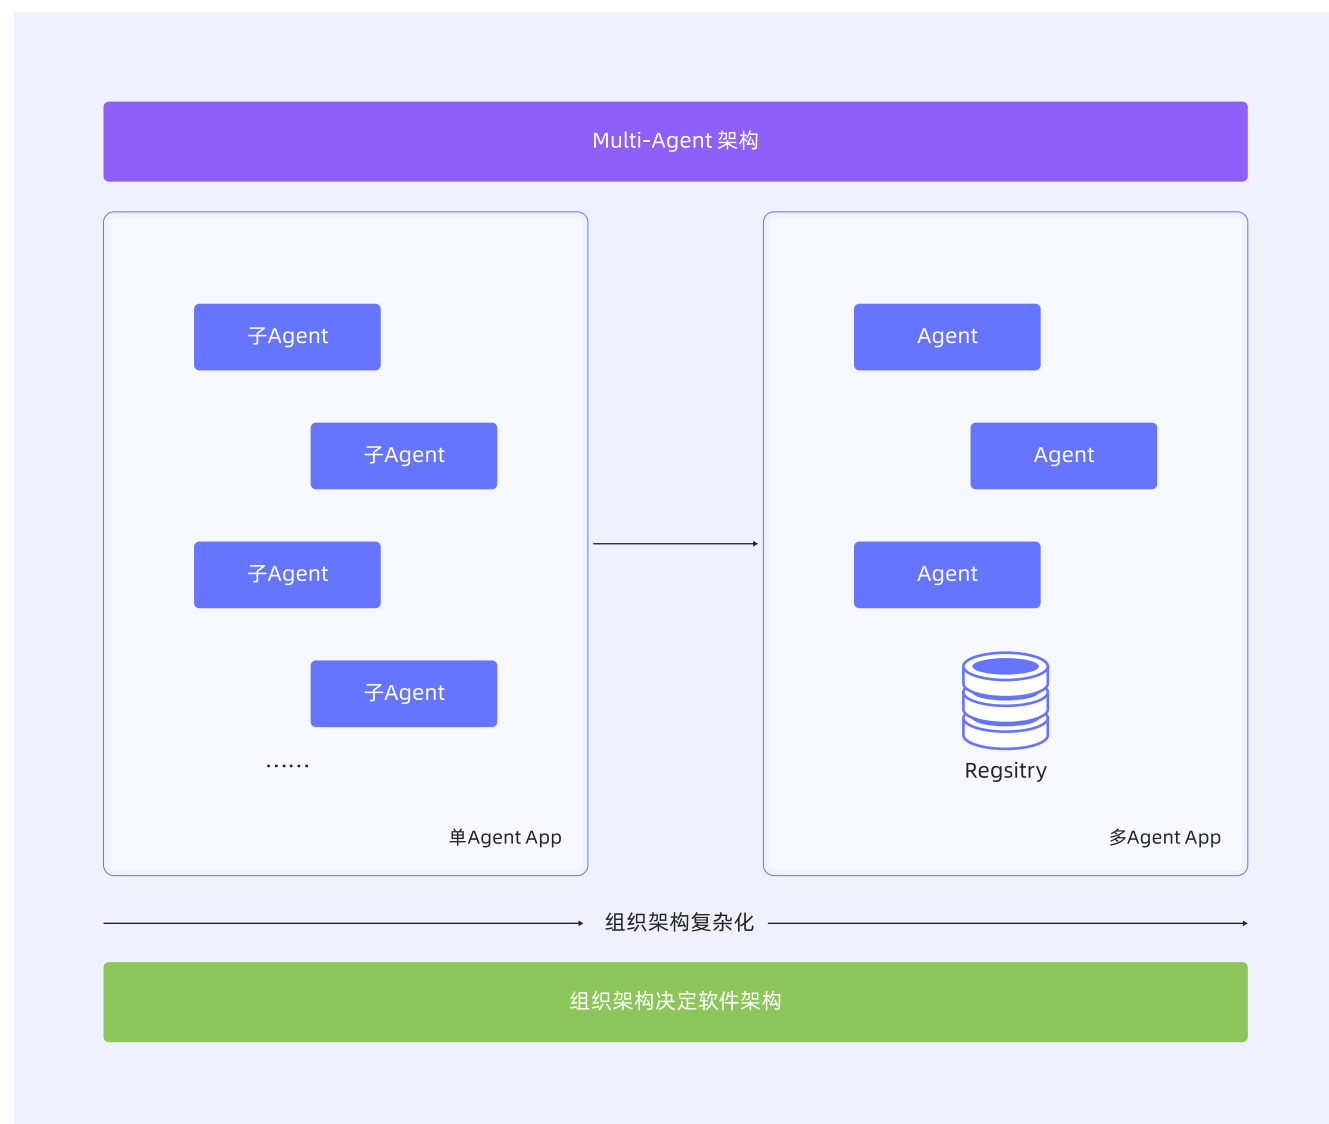 Multi-Agent 架构
子Agent
子Agent
子Agent
子Agent
......
单Agent App
Agent
Agent
Agent
Regsitry
多Agent App
组织架构复杂化
组织架构决定软件架构